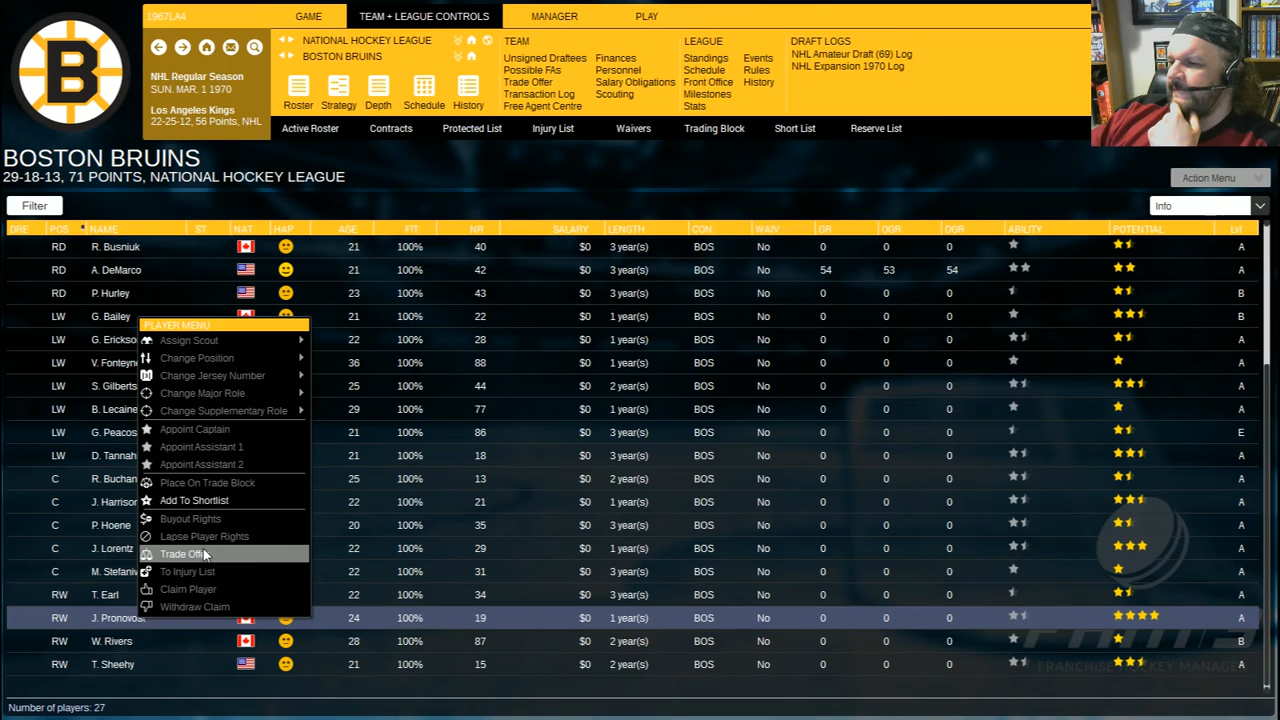 1967LA4
GAME
TEAM + LEAGUE CONTROLS
MANAGER
PLAY
NHL Regular Season
SUN. MAR. 1 1970
Los Angeles Kings
22-25-12, 56 Points, NHL
NATIONAL HOCKEY LEAGUE
BOSTON BRUINS
Roster Strategy Depth Schedule History
TEAM
Unsigned Draftees Finances
Possible FAs Personnel
Trade Offer Salary Obligations
Transaction Log Scouting
Free Agent Centre
LEAGUE
Standings Events
Schedule Rules
Front Office History
Milestones
Stats
DRAFT LOGS
NHL Amateur Draft (69) Log
NHL Expansion 1970 Log
Active Roster Contracts Protected List Injury List Waivers Trading Block Short List Reserve List
BOSTON BRUINS
29-18-13, 71 POINTS, NATIONAL HOCKEY LEAGUE
Action Menu
Filter
Info
DRE POS NAME ST. NAT HAP AGE FIT NR SALARY LENGTH CON. WAIV GR OGR DGR ABILITY POTENTIAL Lvl
RD R. Busniuk 21 100% 40 $0 3 year(s) BOS No 0 0 0 A
RD A. DeMarco 21 100% 42 $0 3 year(s) BOS No 54 53 54 A
RD P. Hurley 23 100% 43 $0 3 year(s) BOS No 0 0 0 B
LW G. Bailey 21 100% 22 $0 1 year(s) BOS No 0 0 0 B
LW G. Erickso 22 100% 28 $0 1 year(s) BOS No 0 0 0 A
LW V. Fonteyn 36 100% 88 $0 1 year(s) BOS No 0 0 0 A
LW S. Gilberts 25 100% 44 $0 2 year(s) BOS No 0 0 0 A
LW B. Lecaine 29 100% 77 $0 1 year(s) BOS No 0 0 0 A
LW G. Peacos 21 100% 86 $0 3 year(s) BOS No 0 0 0 E
LW D. Tannah 21 100% 18 $0 3 year(s) BOS No 0 0 0 A
C R. Buchan 25 100% 13 $0 2 year(s) BOS No 0 0 0 A
C J. Harrison 22 100% 21 $0 3 year(s) BOS No 0 0 0 A
C P. Hoene 20 100% 35 $0 3 year(s) BOS No 0 0 0 A
C J. Lorentz 22 100% 29 $0 1 year(s) BOS No 0 0 0 A
C M. Stefaniw 22 100% 31 $0 2 year(s) BOS No 0 0 0 A
RW T. Earl 22 100% 34 $0 3 year(s) BOS No 0 0 0 A
RW J. Pronovost 24 100% 19 $0 1 year(s) BOS No 0 0 0 A
RW W. Rivers 28 100% 87 $0 2 year(s) BOS No 0 0 0 B
RW T. Sheehy 21 100% 15 $0 2 year(s) BOS No 0 0 0 A
PLAYER MENU
Assign Scout
Change Position
Change Jersey Number
Change Major Role
Change Supplementary Role
Appoint Captain
Appoint Assistant 1
Appoint Assistant 2
Place On Trade Block
Add To Shortlist
Buyout Rights
Lapse Player Rights
Trade Offer
To Injury List
Claim Player
Withdraw Claim
FRANCHISE HOCKEY MANAGER
Number of players: 27